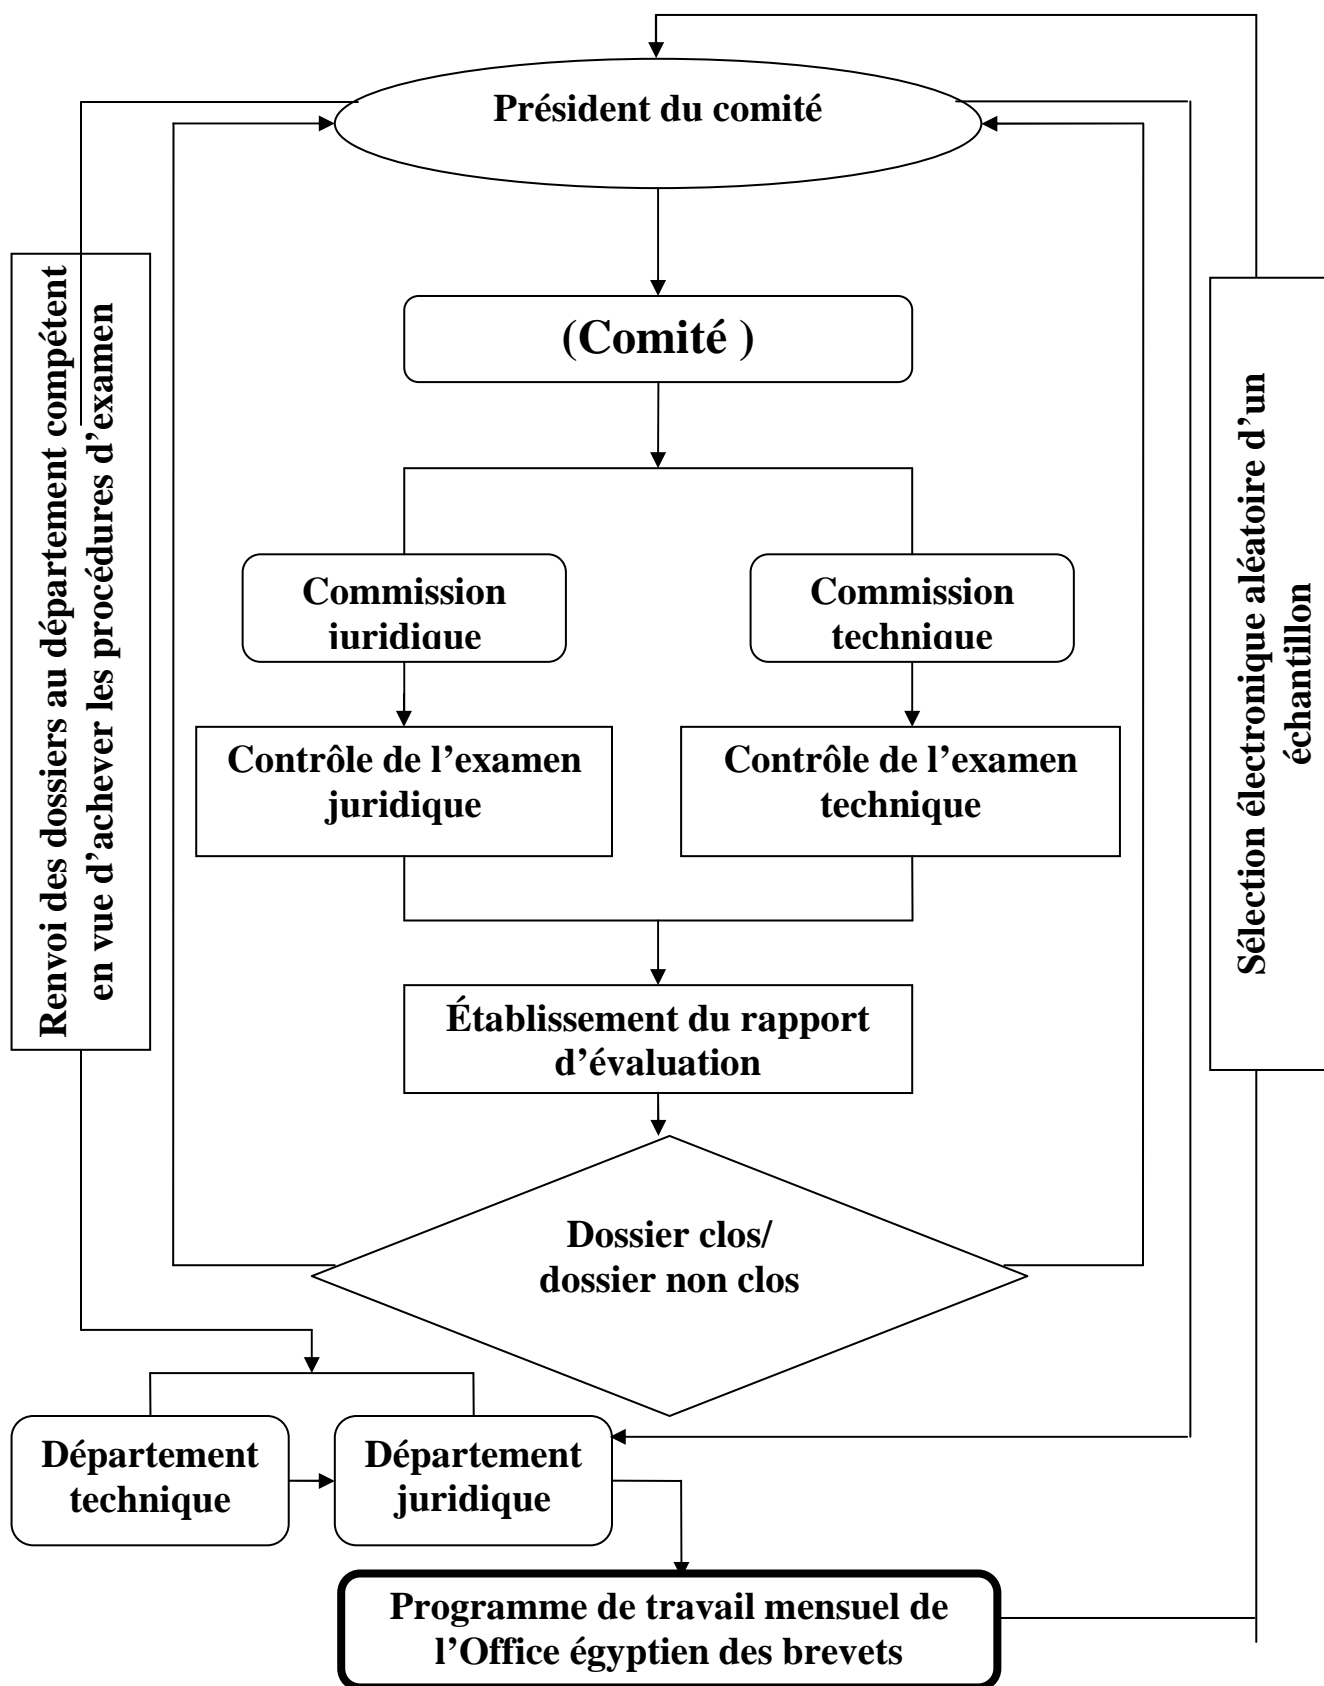 Président du comité
(Comité )
Renvoi des dossiers au département compétent
en vue d’achever les procédures d’examen
Sélection électronique aléatoire d’un
échantillon
Commission
juridique
Commission
technique
Contrôle de l’examen
juridique
Contrôle de l’examen
technique
Établissement du rapport
d’évaluation
Dossier clos/
dossier non clos
Département
technique
Département
juridique
Programme de travail mensuel de
l’Office égyptien des brevets